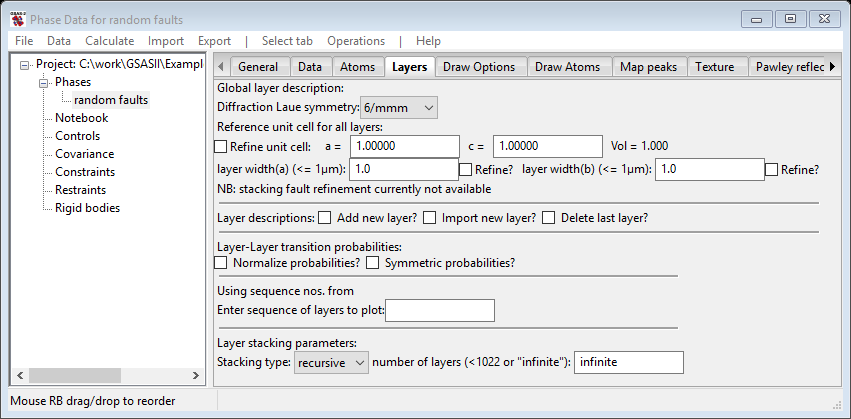 Phase Data for random faults
File Data Calculate Import Export | Select tab Operations | Help
Project: C:\work\GSASII\Exampl
Phases
random faults
Notebook
Controls
Covariance
Constraints
Restraints
Rigid bodies
General Data Atoms Layers Draw Options Draw Atoms Map peaks Texture Pawley reflec
Global layer description:
Diffraction Laue symmetry: 6/mmm
Reference unit cell for all layers:
Refine unit cell: a = 1.00000 c = 1.00000 Vol = 1.000
layer width(a) (<= 1µm): 1.0 Refine? layer width(b) (<= 1µm): 1.0 Refine?
NB: stacking fault refinement currently not available
Layer descriptions: Add new layer? Import new layer? Delete last layer?
Layer-Layer transition probabilities:
Normalize probabilities? Symmetric probabilities?
Using sequence nos. from
Enter sequence of layers to plot:
Layer stacking parameters:
Stacking type: recursive number of layers (<1022 or "infinite"): infinite
Mouse RB drag/drop to reorder